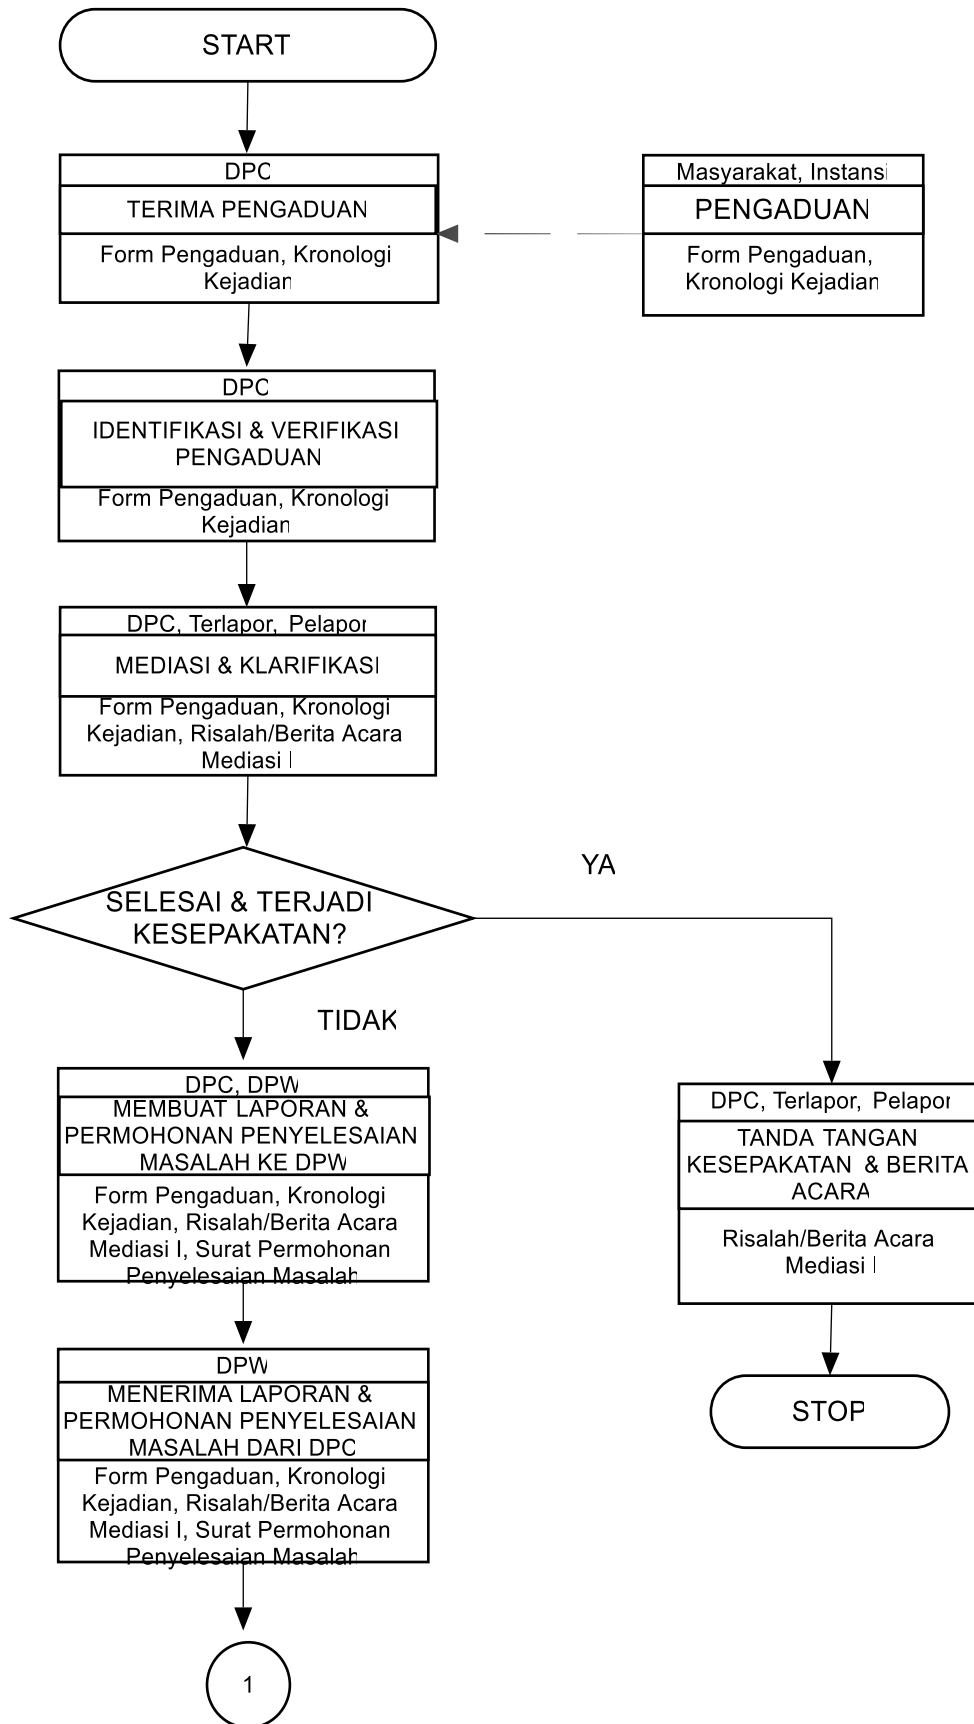 START
DPC
TERIMA PENGADUAN
Form Pengaduan, Kronologi
Kejadian
Masyarakat, Instansi
PENGADUAN
Form Pengaduan,
Kronologi Kejadian
DPC
IDENTIFIKASI & VERIFIKASI
PENGADUAN
Form Pengaduan, Kronologi
Kejadian
DPC, Terlapor, Pelapor
MEDIASI & KLARIFIKASI
Form Pengaduan, Kronologi
Kejadian, Risalah/Berita Acara
Mediasi I
SELESAI & TERJADI
KESEPAKATAN?
YA
TIDAK
DPC, DPW
MEMBUAT LAPORAN &
PERMOHONAN PENYELESAIAN
MASALAH KE DPW
Form Pengaduan, Kronologi
Kejadian, Risalah/Berita Acara
Mediasi I, Surat Permohonan
Penyelesaian Masalah
DPC, Terlapor, Pelapor
TANDA TANGAN
KESEPAKATAN & BERITA
ACARA
Risalah/Berita Acara
Mediasi I
STOP
DPW
MENERIMA LAPORAN &
PERMOHONAN PENYELESAIAN
MASALAH DARI DPC
Form Pengaduan, Kronologi
Kejadian, Risalah/Berita Acara
Mediasi I, Surat Permohonan
Penyelesaian Masalah
1